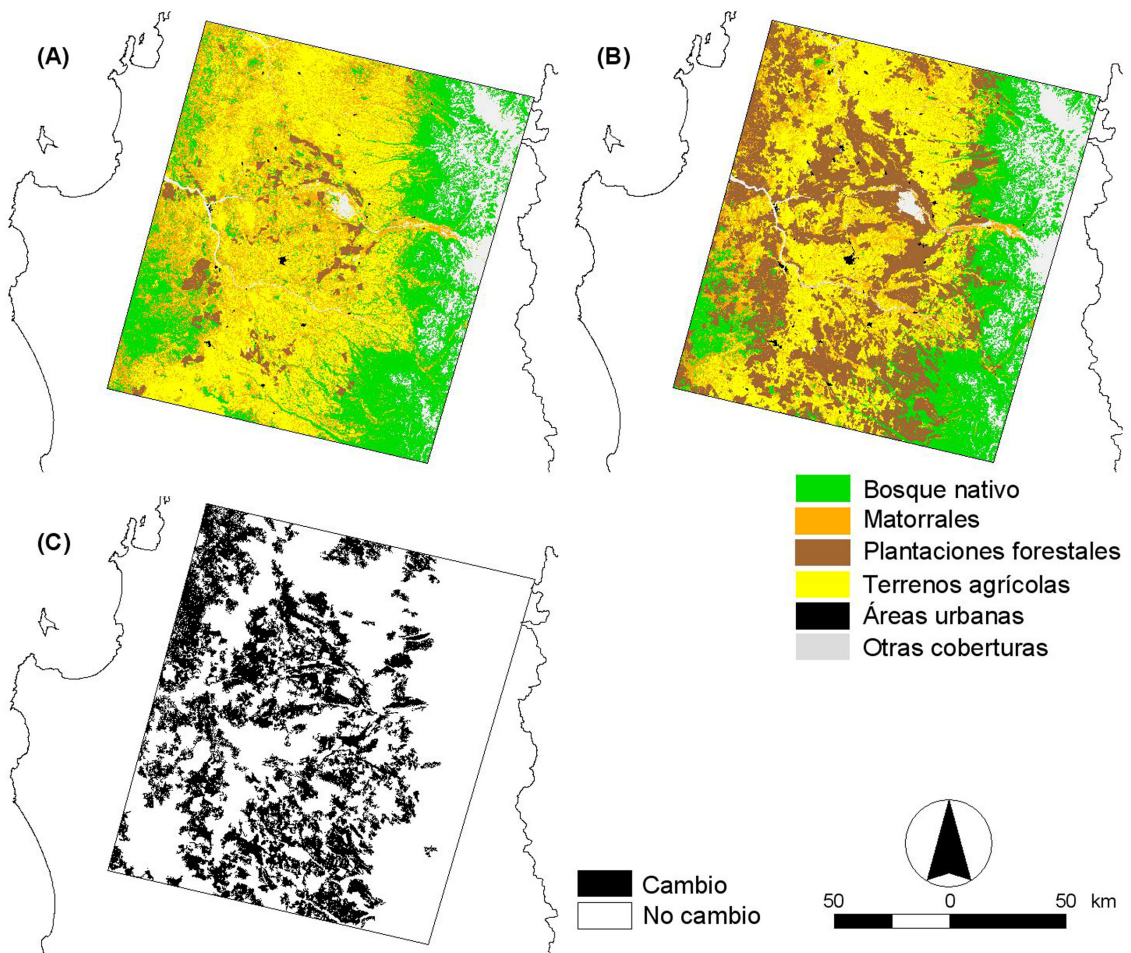 (A)
(B)
Bosque nativo
Matorrales
Plantaciones forestales
Terrenos agrícolas
Áreas urbanas
Otras coberturas
(C)
Cambio
No cambio
50 0 50 km